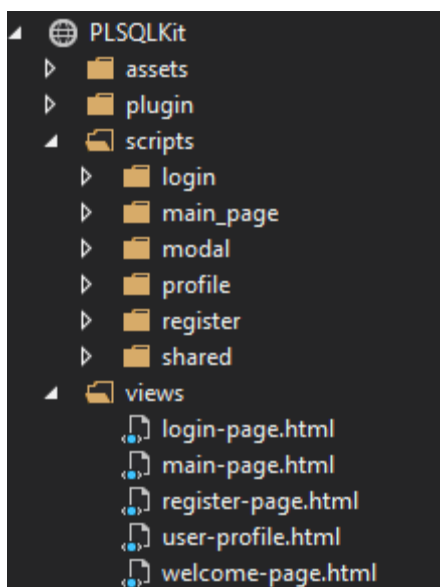 PLSQLKit
assets
plugin
scripts
login
main_page
modal
profile
register
shared
views
login-page.html
main-page.html
register-page.html
user-profile.html
welcome-page.html